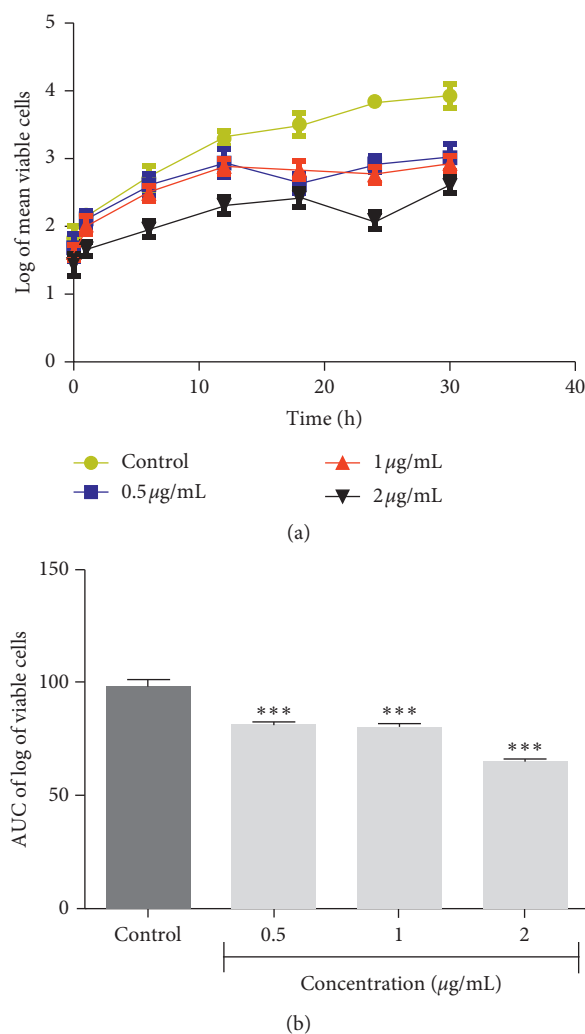 5
4
3
2
1
0
Log of mean viable cells
0 10 20 30 40
Time (h)
Control 1 µg/mL
0.5 µg/mL 2 µg/mL
(a)
150
100
50
0
AUC of log of viable cells
*** *** ***
Control 0.5 1 2
Concentration (µg/mL)
(b)